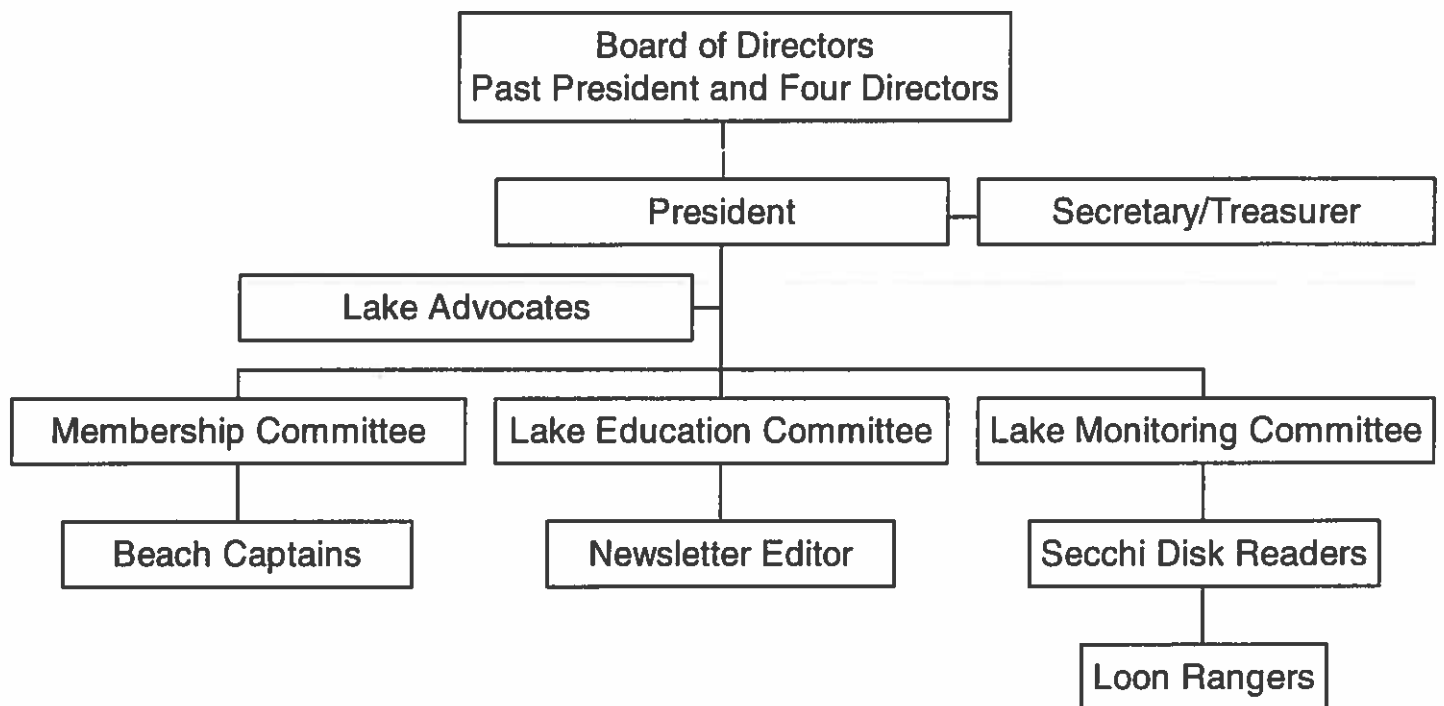 Board of Directors
Past President and Four Directors
President
Secretary/Treasurer
Lake Advocates
Membership Committee
Lake Education Committee
Lake Monitoring Committee
Beach Captains
Newsletter Editor
Secchi Disk Readers
Loon Rangers